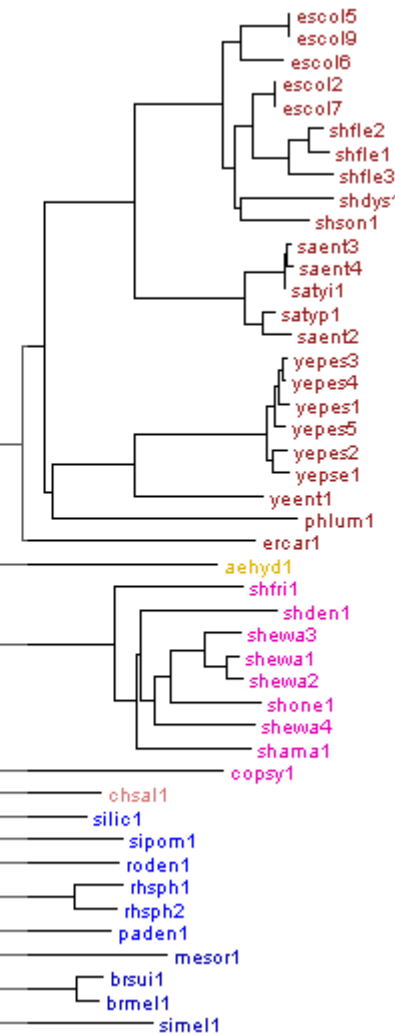 escol5
escol9
escol6
escol2
escol7
shfle2
shfle1
shfle3
shdys1
shson1
saent3
saent4
satyi1
satyp1
saent2
yepes3
yepes4
yepes1
yepes5
yepes2
yepse1
yeent1
phlum1
ercar1
aehyd1
shfri1
shden1
shewa3
shewa1
shewa2
shone1
shewa4
shama1
copsy1
chsal1
silic1
sipom1
roden1
rhsph1
rhsph2
paden1
mesor1
brsui1
brmel1
simel1